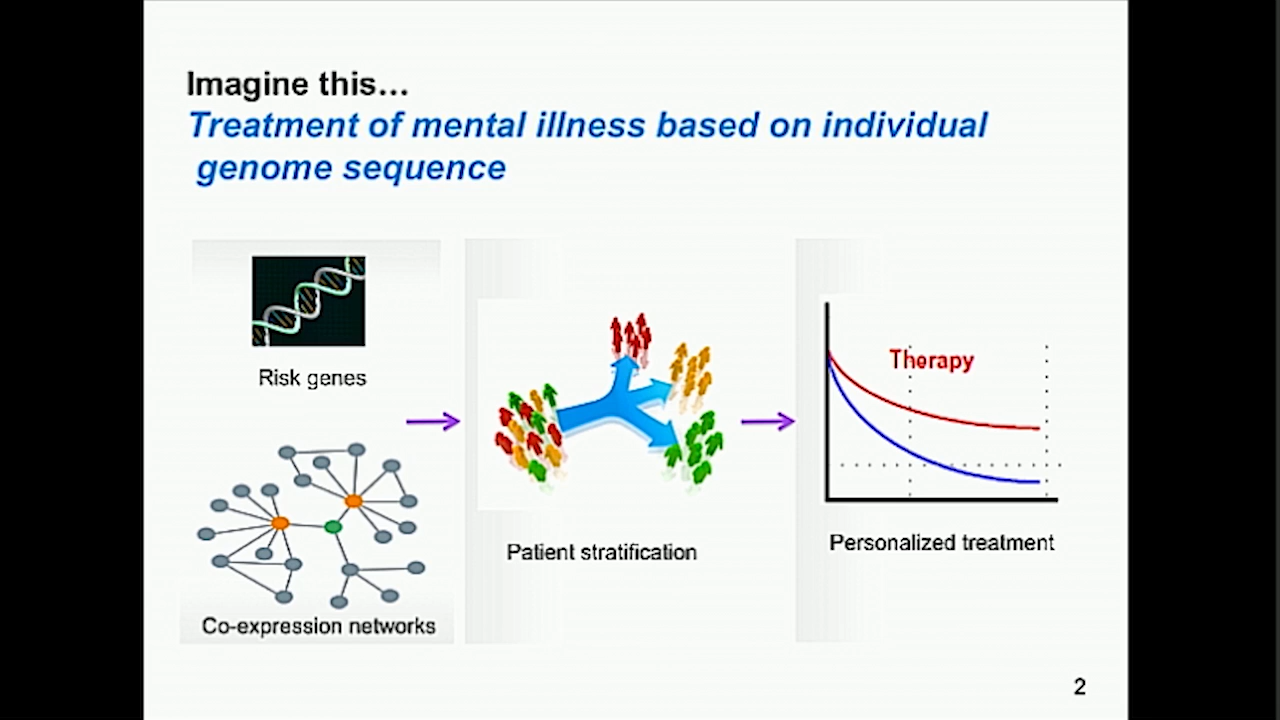 Imagine this...
Treatment of mental illness based on individual
genome sequence
Risk genes
Co-expression networks
Patient stratification
Therapy
Personalized treatment
2